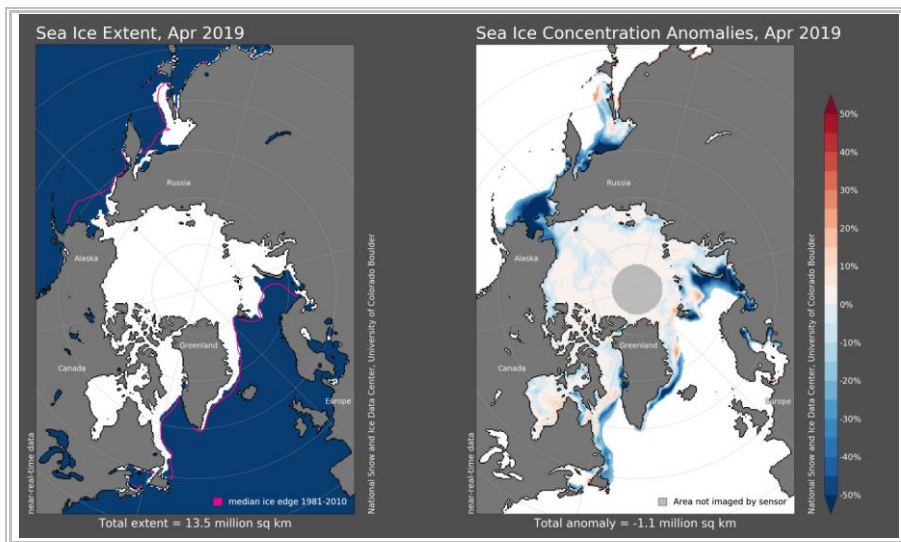 Sea Ice Extent, Apr 2019
Russia
Alaska
Greenland
Canada
Europe
near-real-time data
National Snow and Ice Data Center, University of Colorado Boulder
median ice edge 1981-2010
Total extent = 13.5 million sq km
Sea Ice Concentration Anomalies, Apr 2019
Russia
Alaska
Greenland
Canada
Europe
near-real-time data
National Snow and Ice Data Center, University of Colorado Boulder
Area not imaged by sensor
Total anomaly = -1.1 million sq km
50%
40%
30%
20%
10%
0%
-10%
-20%
-30%
-40%
-50%